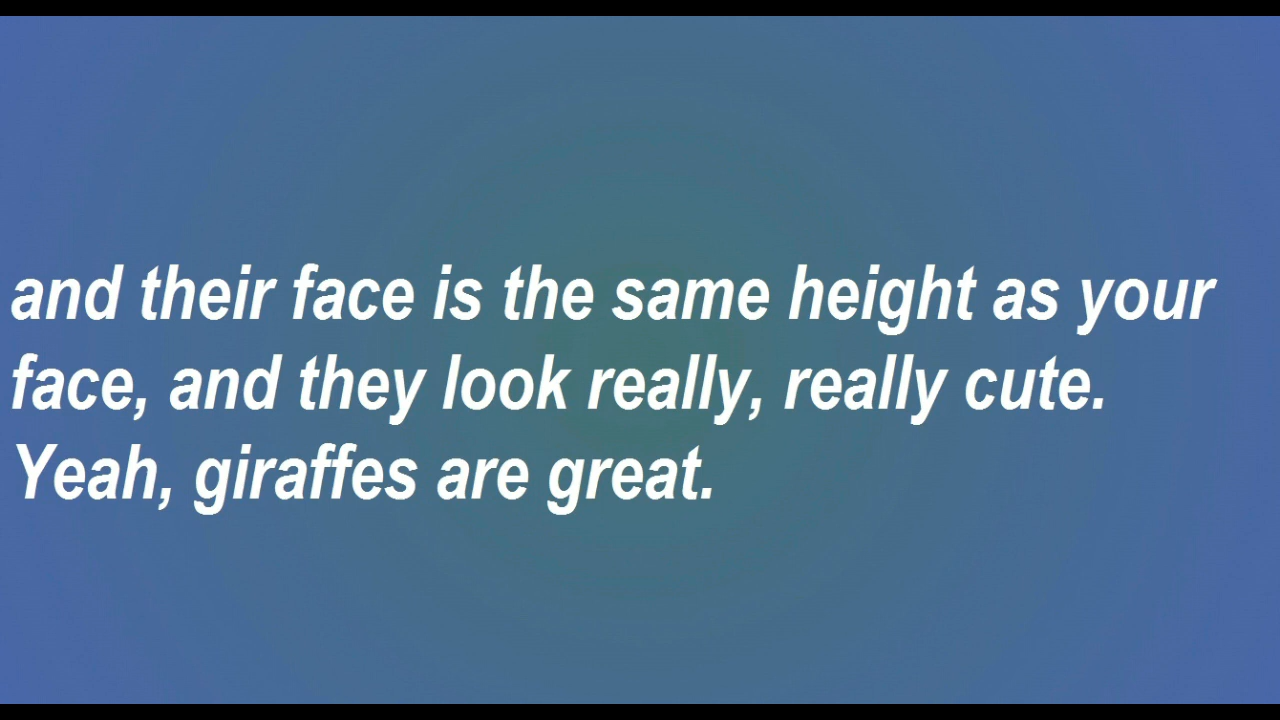 and their face is the same height as your
face, and they look really, really cute.
Yeah, giraffes are great.